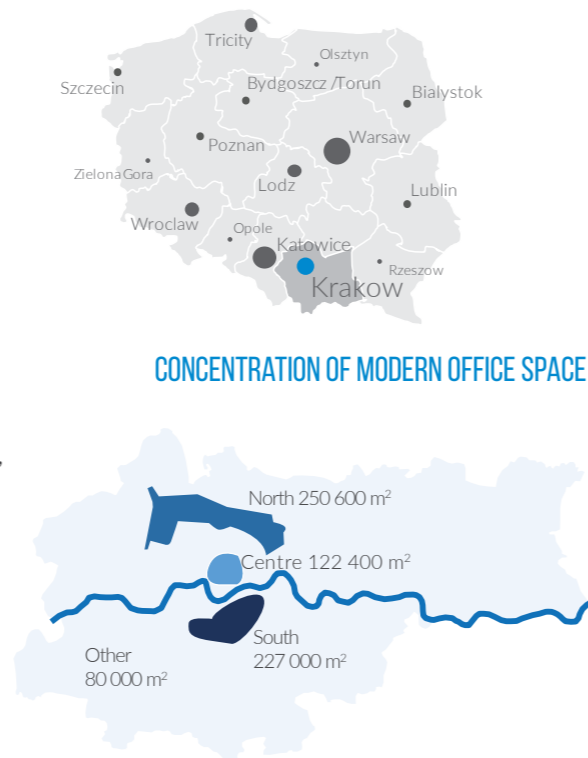 Tricity
Olsztyn
Szczecin
Bydgoszcz /Torun
Bialystok
Poznan
Warsaw
Zielona Gora
Lodz
Lublin
Wroclaw
Opole
Katowice
Rzeszow
Krakow
CONCENTRATION OF MODERN OFFICE SPACE
North 250 600 m²
Centre 122 400 m²
South
227 000 m²
Other
80 000 m²